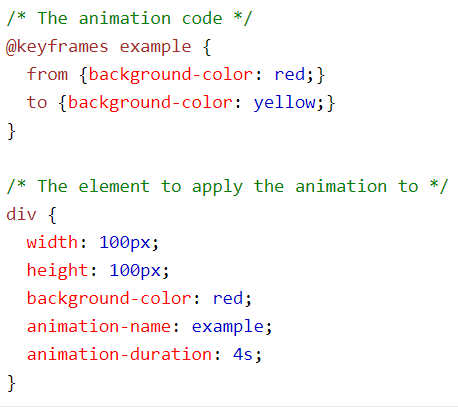 /* The animation code */
@keyframes example {
  from {background-color: red;}
  to {background-color: yellow;}
}

/* The element to apply the animation to */
div {
  width: 100px;
  height: 100px;
  background-color: red;
  animation-name: example;
  animation-duration: 4s;
}